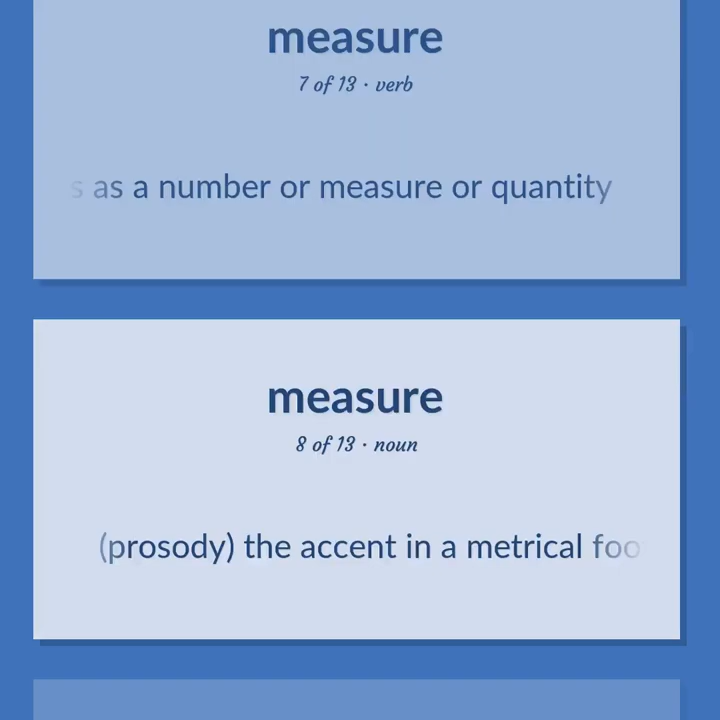 measure
7 of 13 · verb
s as a number or measure or quantity
measure
8 of 13 · noun
(prosody) the accent in a metrical foo